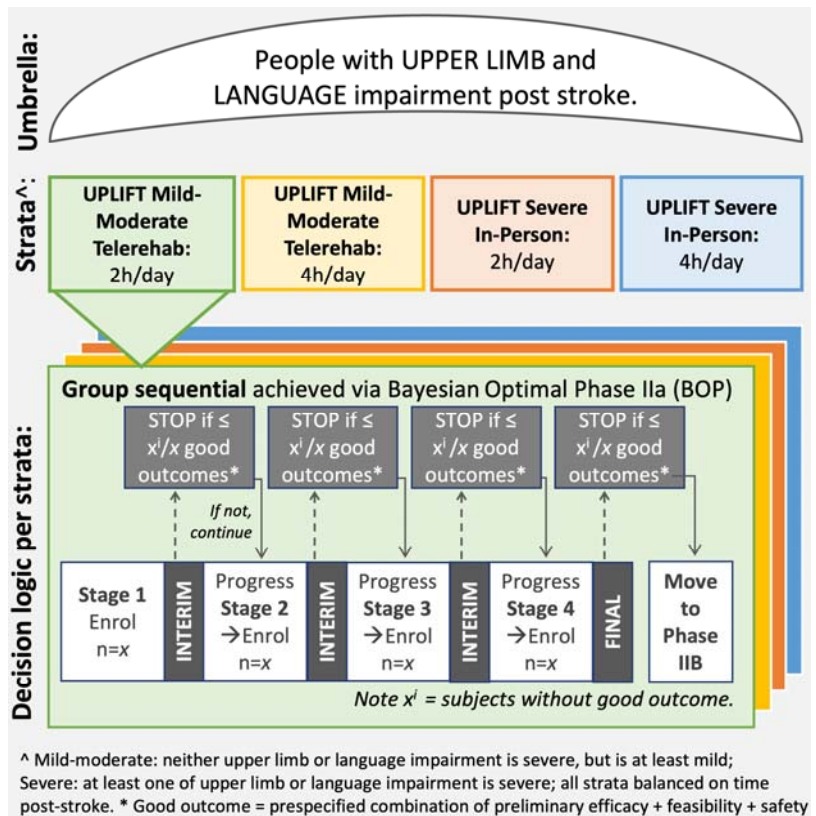 Umbrella:
People with UPPER LIMB and
LANGUAGE impairment post stroke.
Strata^:
UPLIFT Mild-
Moderate
Telerehab:
2h/day
UPLIFT Mild-
Moderate
Telerehab:
4h/day
UPLIFT Severe
In-Person:
2h/day
UPLIFT Severe
In-Person:
4h/day
Decision logic per strata:
Group sequential achieved via Bayesian Optimal Phase IIa (BOP)
STOP if ≤
xⁱ/x good
outcomes*
STOP if ≤
xⁱ/x good
outcomes*
STOP if ≤
xⁱ/x good
outcomes*
STOP if ≤
xⁱ/x good
outcomes*
If not,
continue
Stage 1
Enrol
n=x
INTERIM
Progress
Stage 2
→Enrol
n=x
INTERIM
Progress
Stage 3
→Enrol
n=x
INTERIM
Progress
Stage 4
→Enrol
n=x
FINAL
Move
to
Phase
IIB
Note xⁱ = subjects without good outcome.
^ Mild-moderate: neither upper limb or language impairment is severe, but is at least mild;
Severe: at least one of upper limb or language impairment is severe; all strata balanced on time
post-stroke. * Good outcome = prespecified combination of preliminary efficacy + feasibility + safety